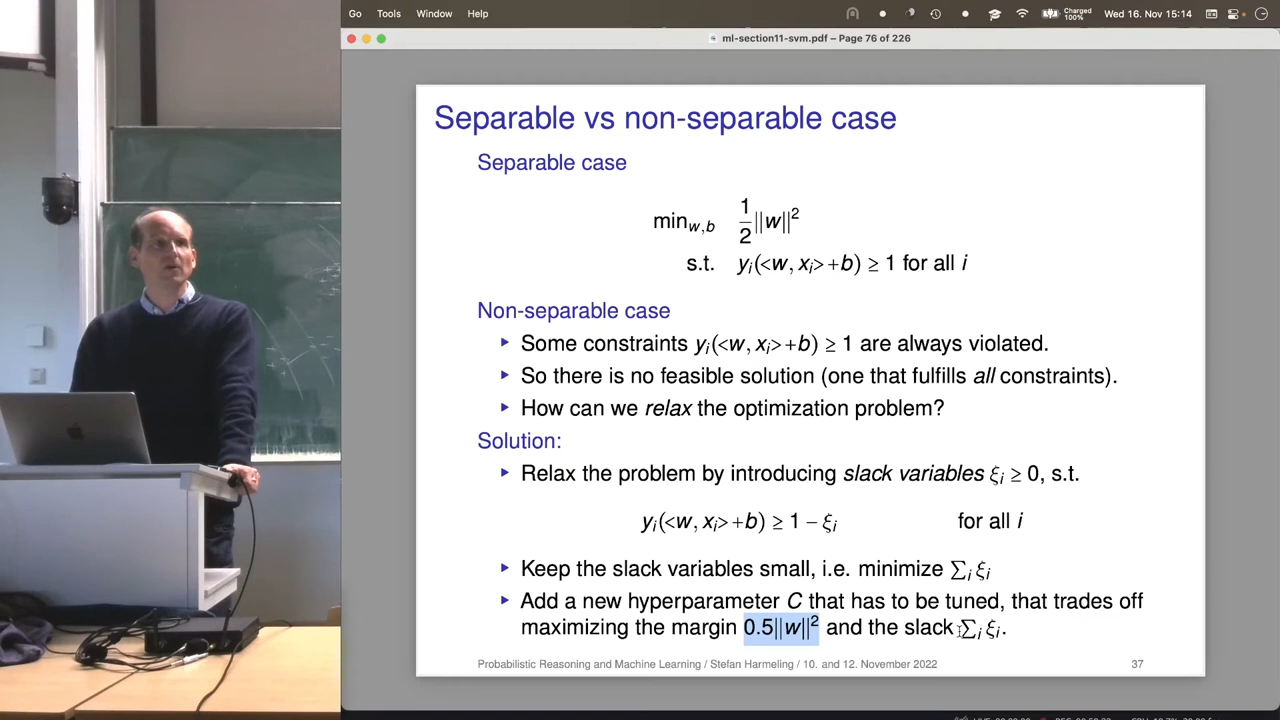 Go Tools Window Help Charged 100% Wed 16. Nov 15:14
ml-section11-svm.pdf – Page 76 of 226
Separable vs non-separable case
Separable case
min_{w,b} 1/2 ||w||²
s.t. y_i(<w, x_i> + b) ≥ 1 for all i
Non-separable case
‣ Some constraints y_i(<w, x_i> + b) ≥ 1 are always violated.
‣ So there is no feasible solution (one that fulfills all constraints).
‣ How can we relax the optimization problem?
Solution:
‣ Relax the problem by introducing slack variables ξ_i ≥ 0, s.t.
y_i(<w, x_i> + b) ≥ 1 − ξ_i for all i
‣ Keep the slack variables small, i.e. minimize ∑_i ξ_i
‣ Add a new hyperparameter C that has to be tuned, that trades off
maximizing the margin 0.5||w||² and the slack ∑_i ξ_i.
Probabilistic Reasoning and Machine Learning / Stefan Harmeling / 10. and 12. November 2022 37